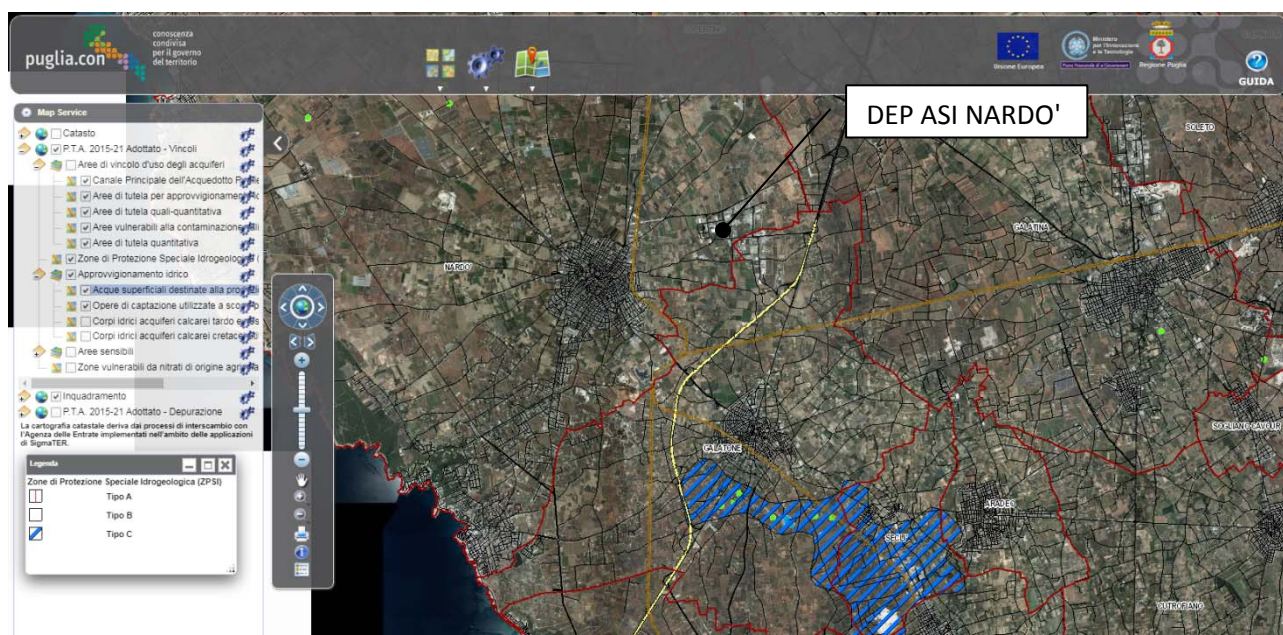 puglia.con
conoscenza
condivisa
per il governo
del territorio
Unione Europea
Ministero
per l'Innovazione
e la Tecnologia
Regione Puglia
GUIDA
Map Service
Catasto
P.T.A. 2015-21 Adottato - Vincoli
Aree di vincolo d'uso degli acquiferi
Canale Principale dell'Acquedotto
Aree di tutela per approvvigionamento
Aree di tutela quali-quantitativa
Aree vulnerabili alla contaminazione
Aree di tutela quantitativa
Zone di Protezione Speciale Idrogeologica (
Approvvigionamento idrico
Acque superficiali destinate alla
Opere di captazione utilizzate a
Corpi idrici acquiferi calcarei tardo
Corpi idrici acquiferi calcarei
Aree sensibili
Zone vulnerabili da nitrati di origine
Inquadramento
P.T.A. 2015-21 Adottato - Depurazione
La cartografia catastale deriva dai processi di interscambio con
l'Agenzia delle Entrate implementati nell'ambito delle applicazioni
di SigmaTER.
Legenda
Zone di Protezione Speciale Idrogeologica (ZPSI)
Tipo A
Tipo B
Tipo C
DEP ASI NARDO'
SOLETO
GALATINA
NARDO'
SOGLIANO CAVOUR
GALATONE
ARADEO
SECLI'
CUTROFIANO